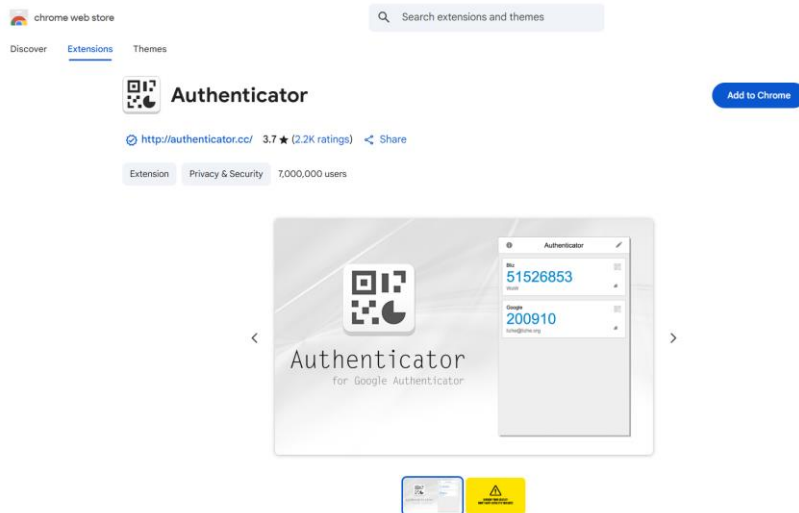 chrome web store
Search extensions and themes
Discover Extensions Themes
Authenticator
Add to Chrome
http://authenticator.cc/ 3.7 ★ (2.2K ratings) Share
Extension Privacy & Security 7,000,000 users
Authenticator
51526853
Google
200910
Authenticator
for Google Authenticator